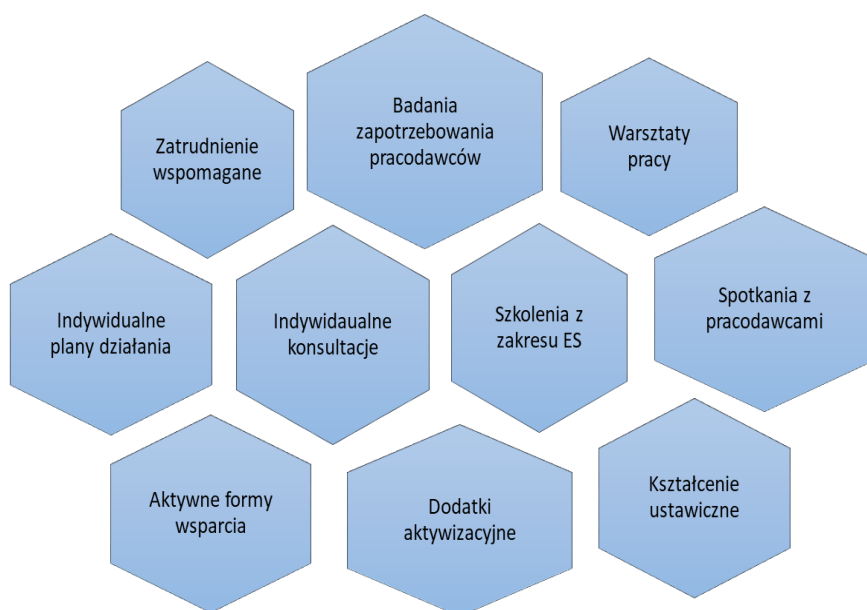 Zatrudnienie
wspomagane
Badania
zapotrzebowania
pracodawców
Warsztaty
pracy
Indywidualne
plany działania
Indywidaualne
konsultacje
Szkolenia z
zakresu ES
Spotkania z
pracodawcami
Aktywne formy
wsparcia
Dodatki
aktywizacyjne
Kształcenie
ustawiczne